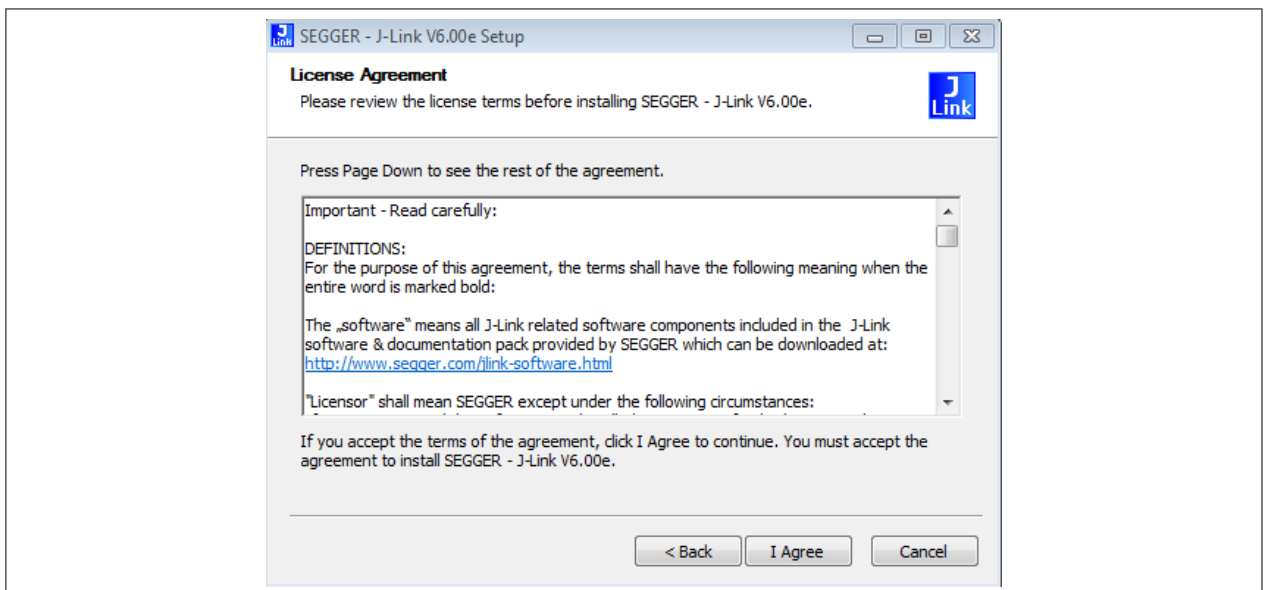 J
Link
SEGGER - J-Link V6.00e Setup
License Agreement
Please review the license terms before installing SEGGER - J-Link V6.00e.
J
Link
Press Page Down to see the rest of the agreement.
Important - Read carefully:
DEFINITIONS:
For the purpose of this agreement, the terms shall have the following meaning when the
entire word is marked bold:
The „software‟ means all J-Link related software components included in the  J-Link
software & documentation pack provided by SEGGER which can be downloaded at:
http://www.segger.com/jlink-software.html
"Licensor" shall mean SEGGER except under the following circumstances:
If you accept the terms of the agreement, click I Agree to continue. You must accept the
agreement to install SEGGER - J-Link V6.00e.
< Back
I Agree
Cancel